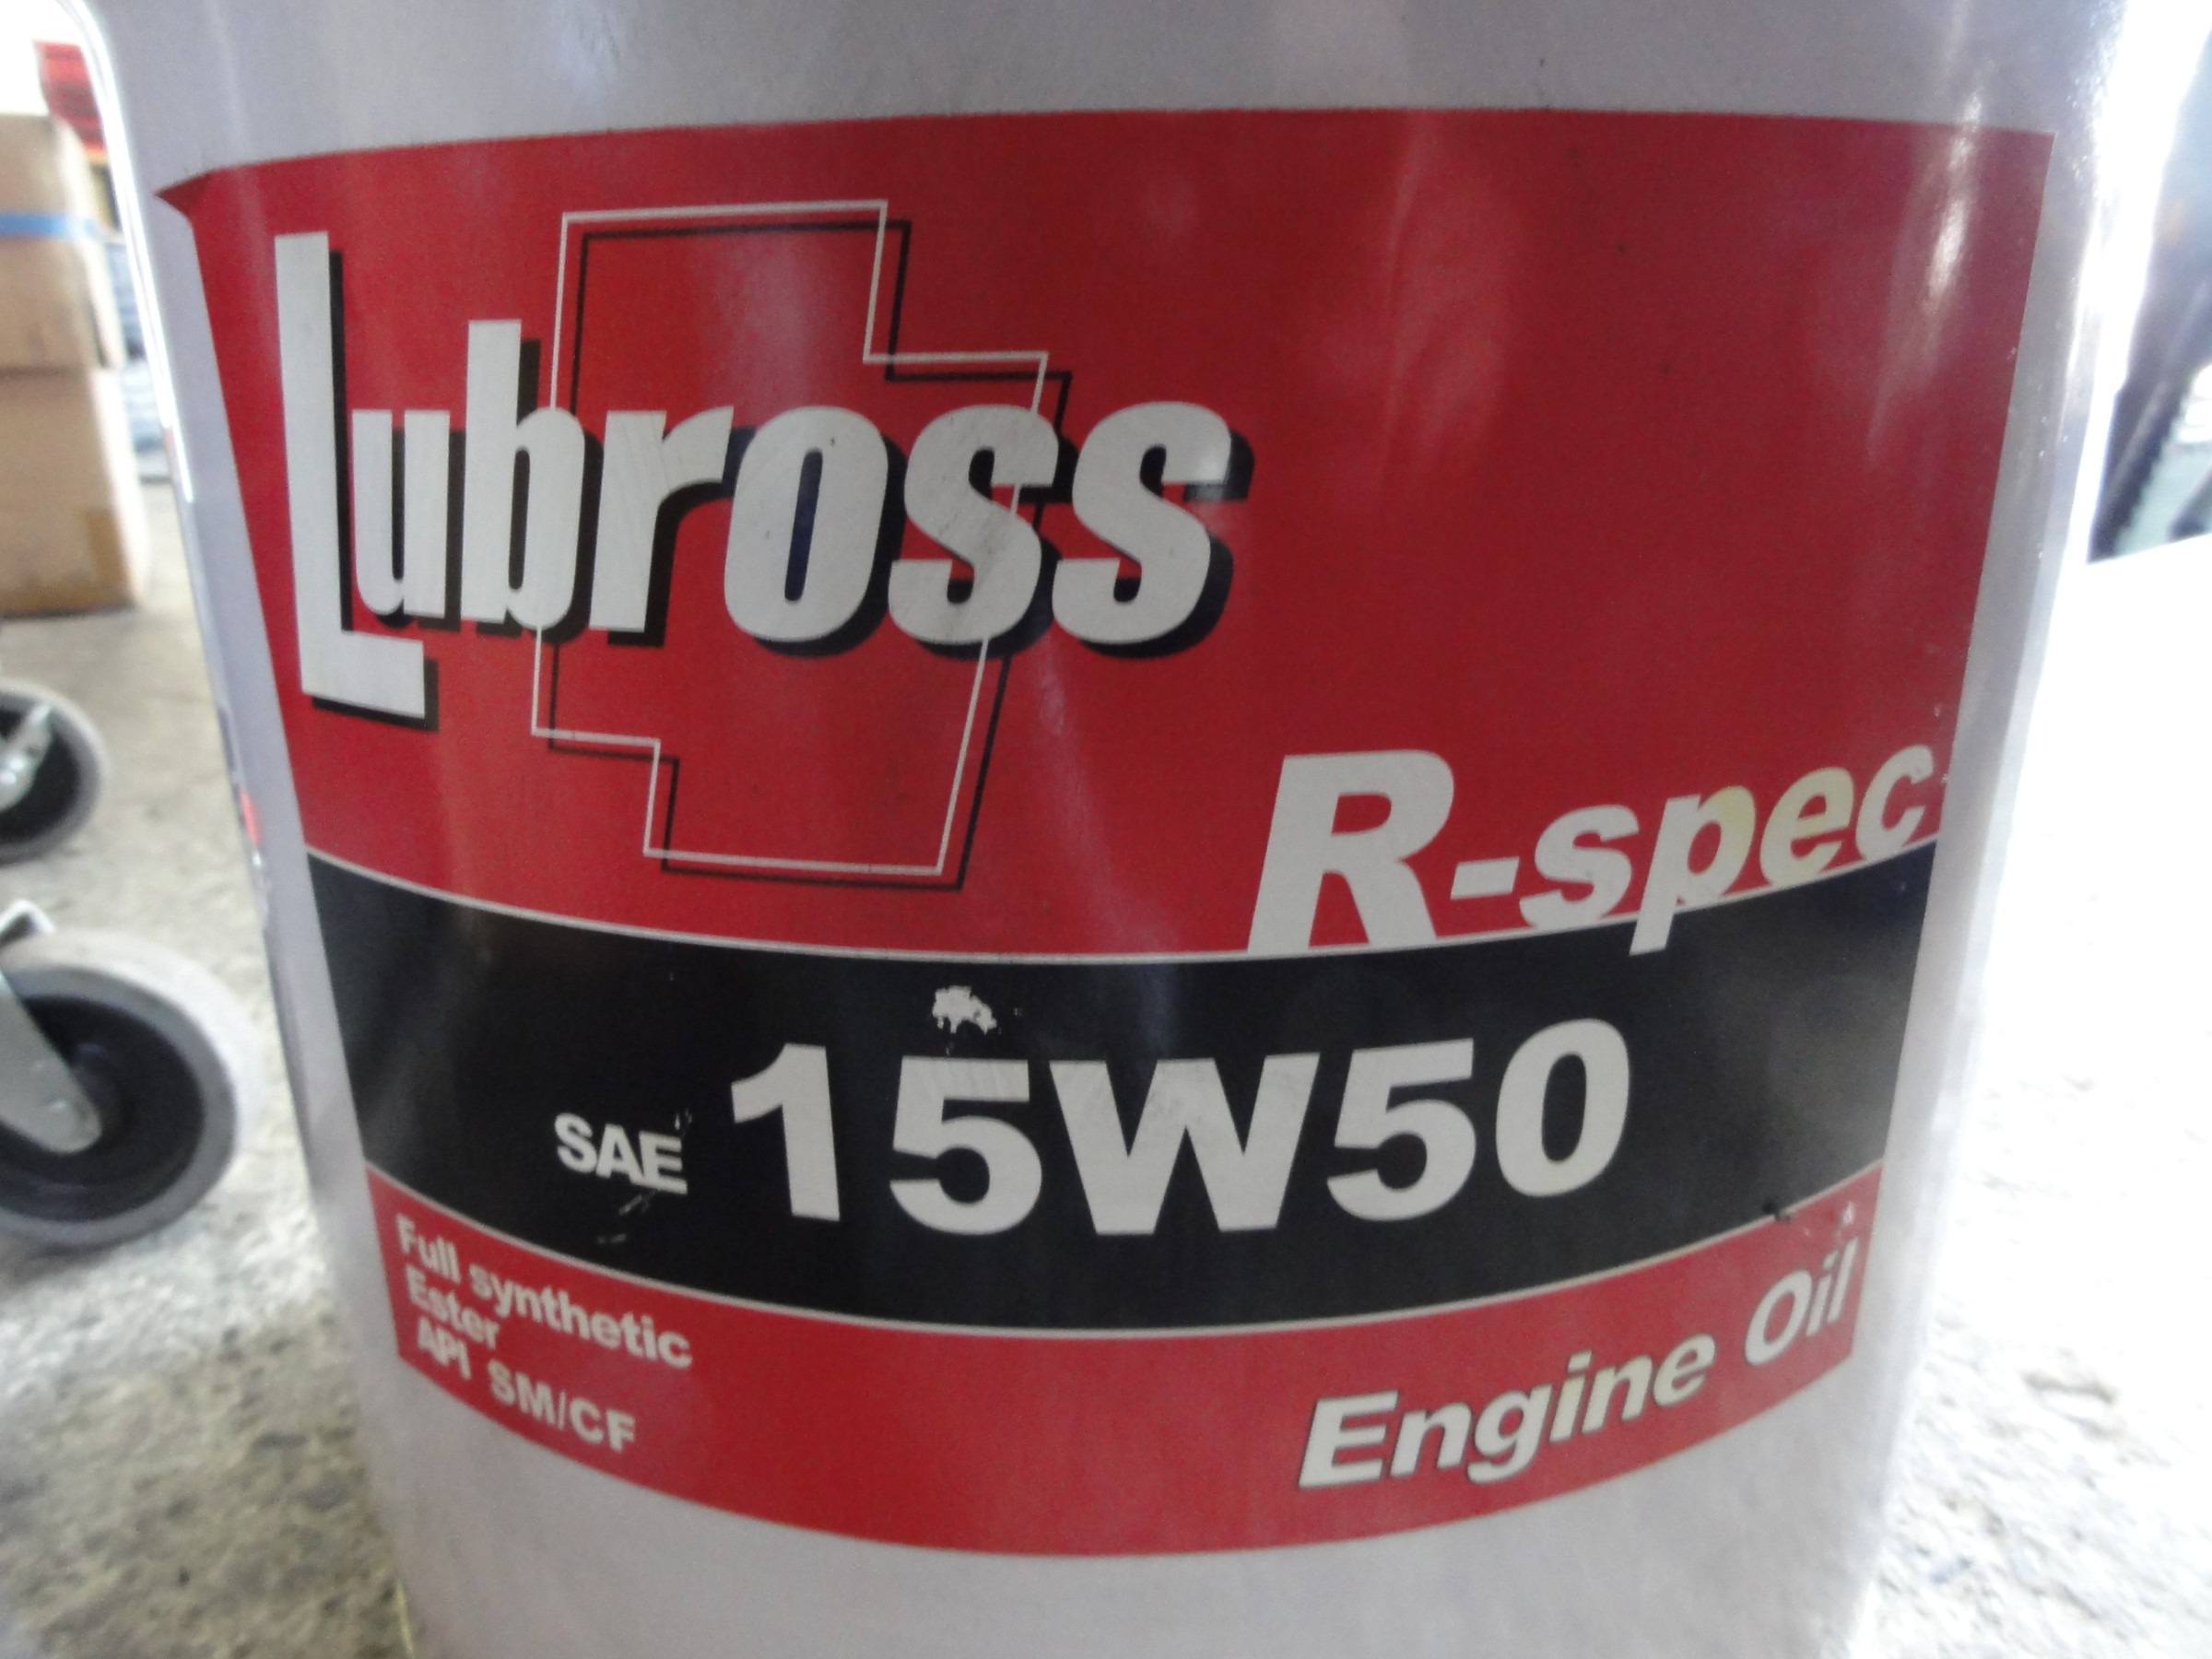 Lubross
R-spec
SAE 15W50
Full synthetic
Ester
API SM/CF
Engine Oil